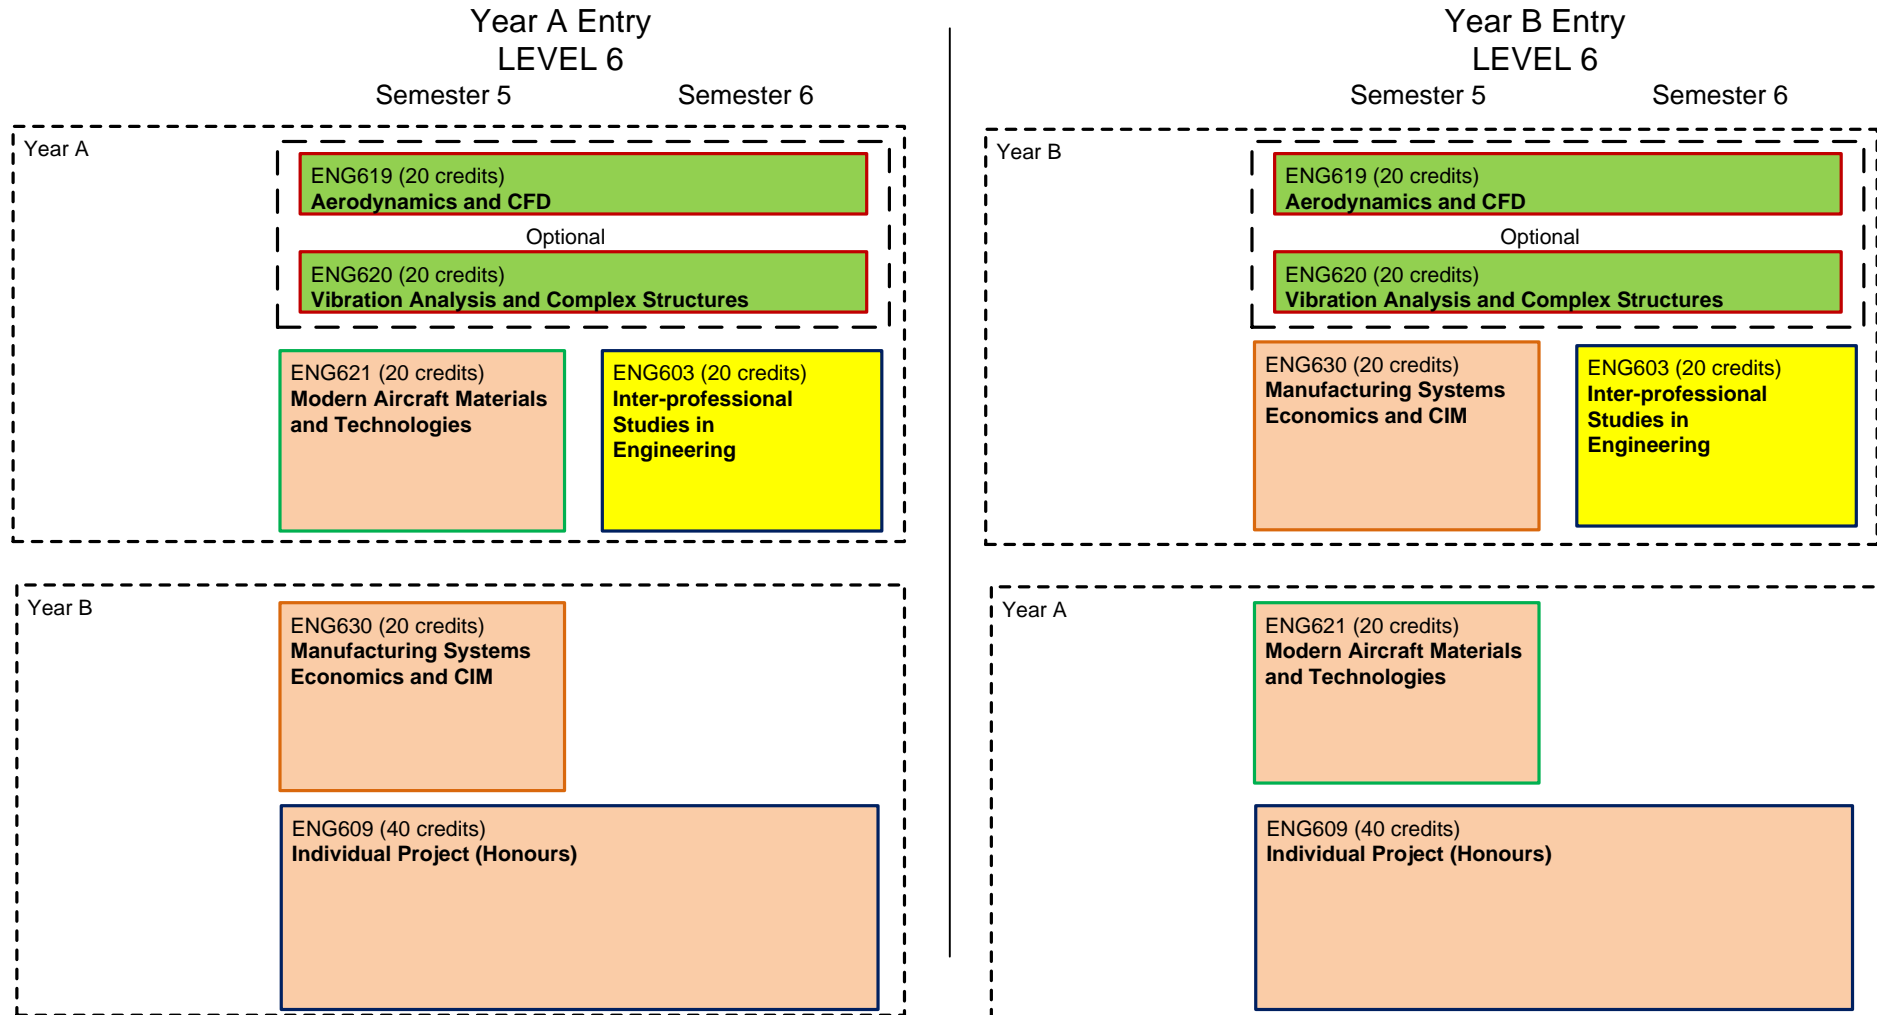 Year A Entry
LEVEL 6
Semester 5 Semester 6
Year A
ENG619 (20 credits)
Aerodynamics and CFD
Optional
ENG620 (20 credits)
Vibration Analysis and Complex Structures
ENG621 (20 credits)
Modern Aircraft Materials
and Technologies
ENG603 (20 credits)
Inter-professional
Studies in
Engineering
Year B
ENG630 (20 credits)
Manufacturing Systems
Economics and CIM
ENG609 (40 credits)
Individual Project (Honours)
Year B Entry
LEVEL 6
Semester 5 Semester 6
Year B
ENG619 (20 credits)
Aerodynamics and CFD
Optional
ENG620 (20 credits)
Vibration Analysis and Complex Structures
ENG630 (20 credits)
Manufacturing Systems
Economics and CIM
ENG603 (20 credits)
Inter-professional
Studies in
Engineering
Year A
ENG621 (20 credits)
Modern Aircraft Materials
and Technologies
ENG609 (40 credits)
Individual Project (Honours)